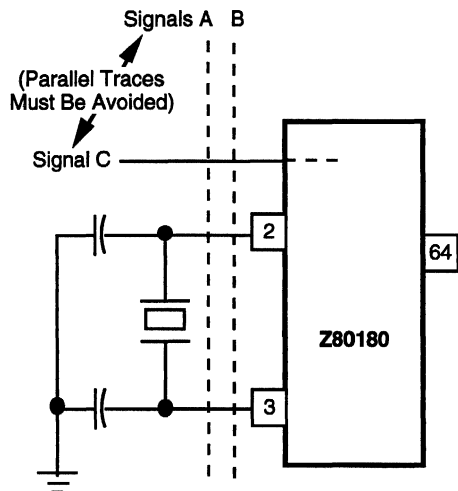 Signals A B
(Parallel Traces
Must Be Avoided)
Signal C
2
64
Z80180
3